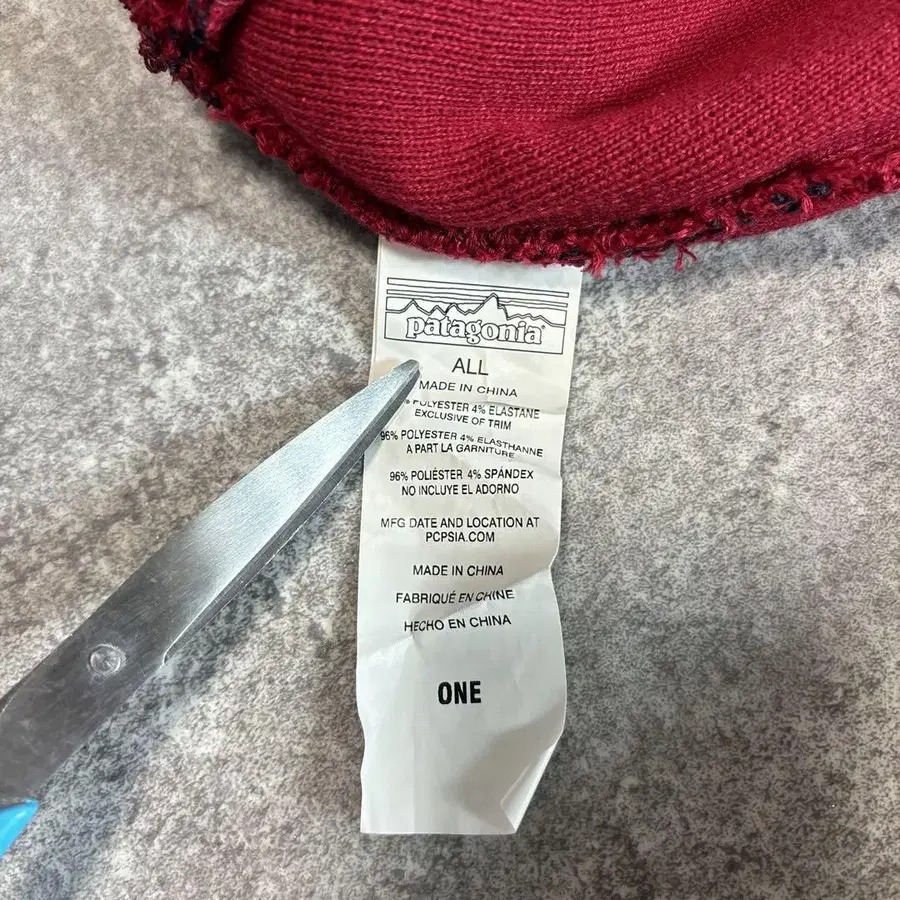 patagonia
ALL
MADE IN CHINA
% POLYESTER 4% ELASTANE
EXCLUSIVE OF TRIM
96% POLYESTER 4% ELASTHANNE
A PART LA GARNITURE
96% POLIÉSTER 4% SPÁNDEX
NO INCLUYE EL ADORNO
MFG DATE AND LOCATION AT
PCPSIA.COM
MADE IN CHINA
FABRIQUÉ EN CHINE
HECHO EN CHINA
ONE